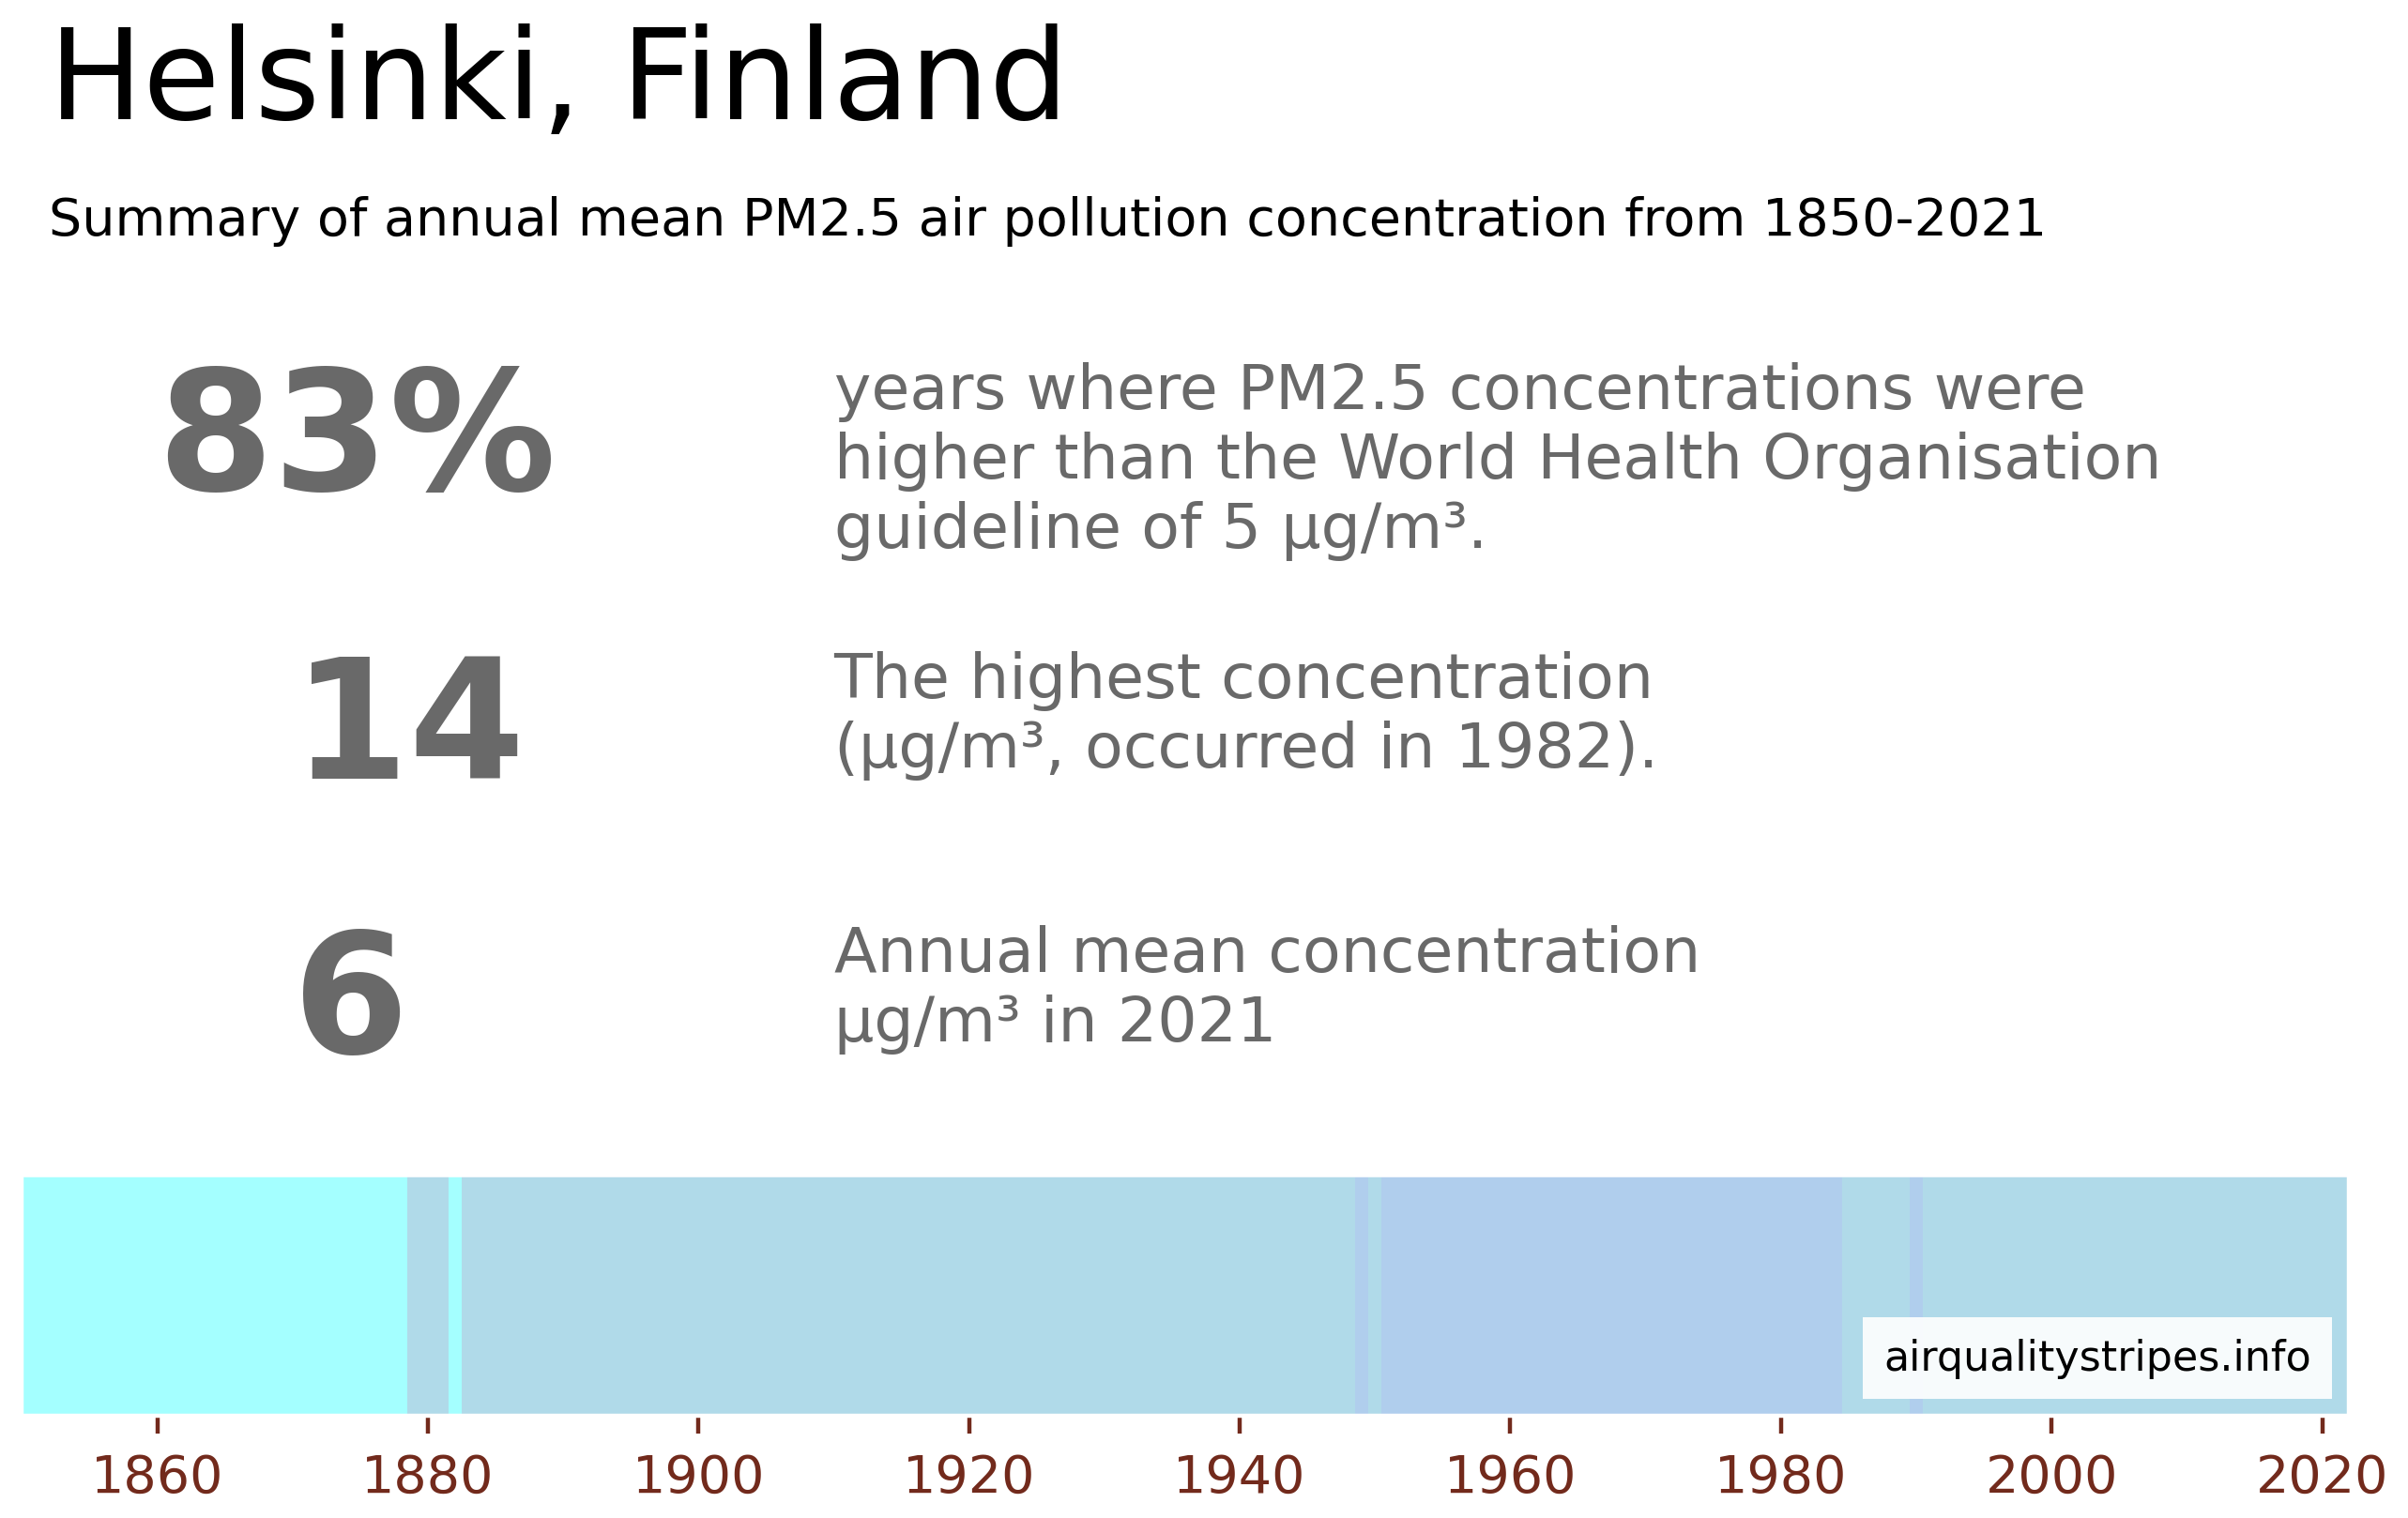 Helsinki, Finland
Summary of annual mean PM2.5 air pollution concentration from 1850-2021
83%
years where PM2.5 concentrations were
higher than the World Health Organisation
guideline of 5 µg/m³.
14
The highest concentration
(µg/m³, occurred in 1982).
6
Annual mean concentration
µg/m³ in 2021
airqualitystripes.info
1860 1880 1900 1920 1940 1960 1980 2000 2020